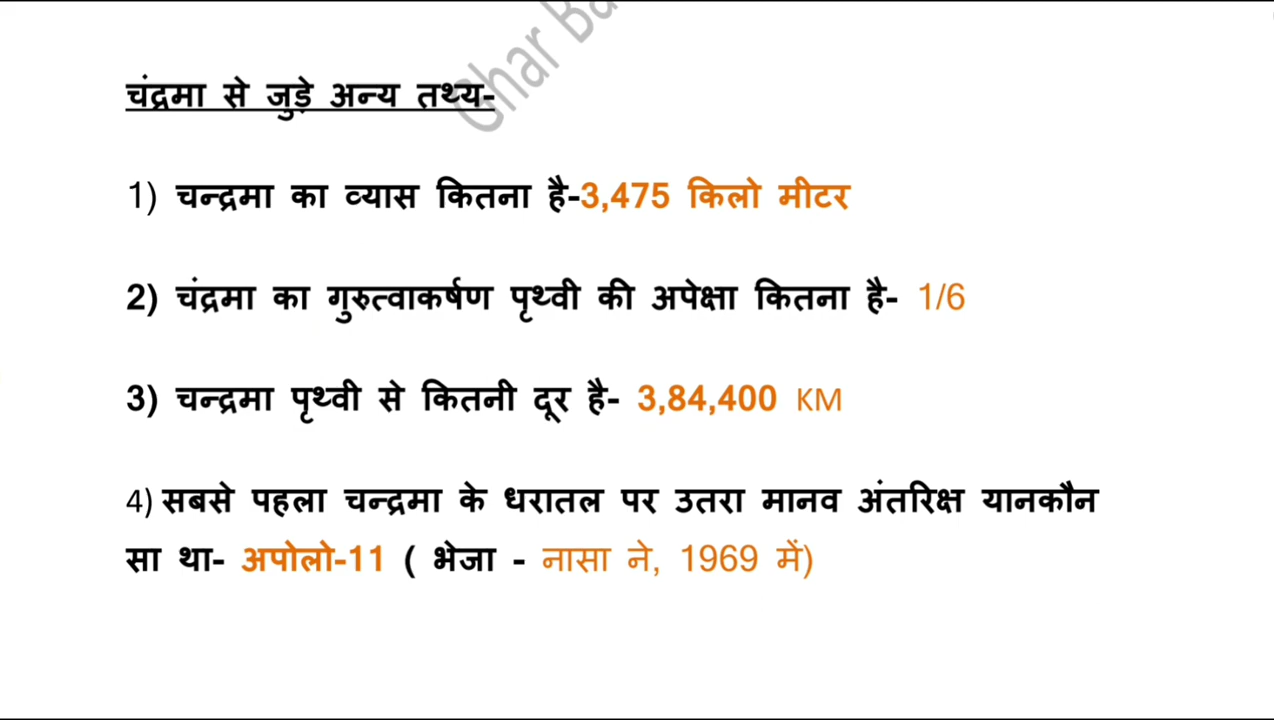 Ghar
चंद्रमा से जुड़े अन्य तथ्य-
1) चन्द्रमा का व्यास कितना है-3,475 किलो मीटर
2) चंद्रमा का गुरुत्वाकर्षण पृथ्वी की अपेक्षा कितना है- 1/6
3) चन्द्रमा पृथ्वी से कितनी दूर है- 3,84,400 KM
4) सबसे पहला चन्द्रमा के धरातल पर उतरा मानव अंतरिक्ष यानकौन
सा था- अपोलो-11 ( भेजा - नासा ने, 1969 में)